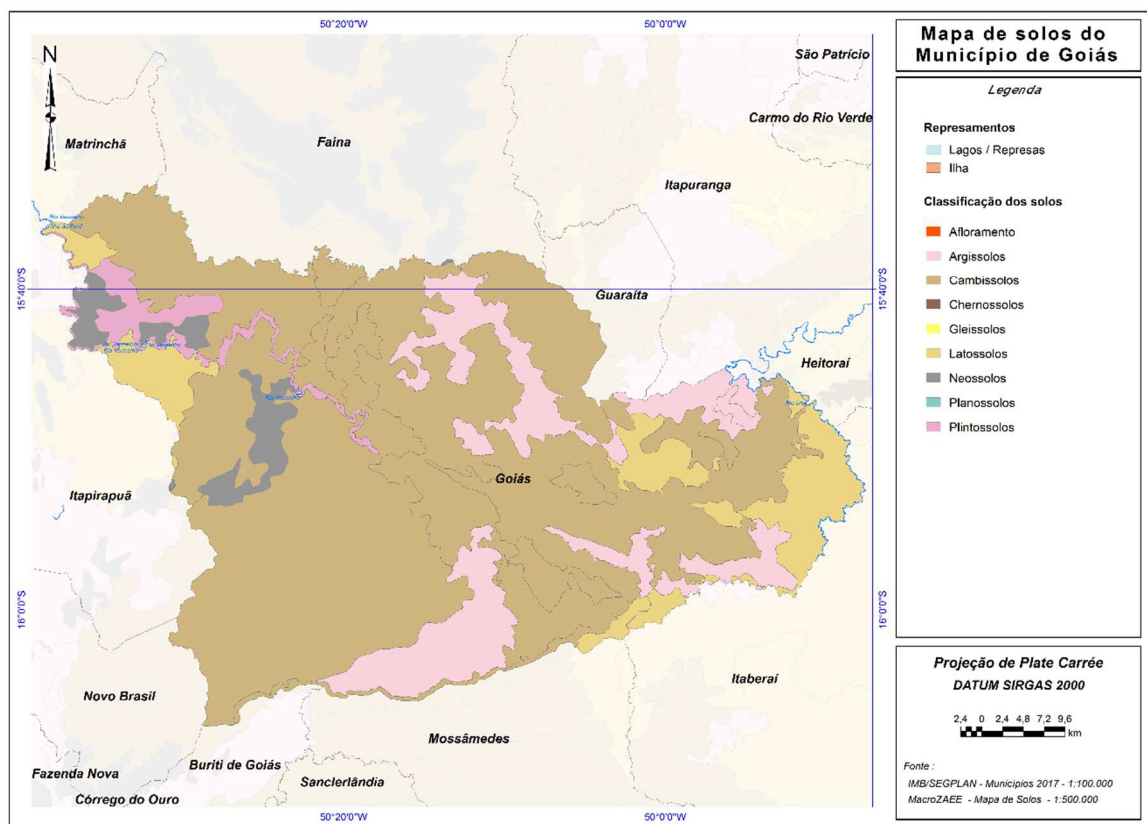 50°20'0"W
50°0'0"W
Mapa de solos do
Município de Goiás
N
São Patrício
Carmo do Rio Verde
Matrinchã
Faina
Itapuranga
15°40'0"S
15°40'0"S
Guaraíta
Heitoraí
Goiás
Itapirapuã
16°0'0"S
16°0'0"S
Itaberaí
Novo Brasil
Mossâmedes
Buriti de Goiás
Fazenda Nova
Sanclerlândia
Córrego do Ouro
50°20'0"W
50°0'0"W
Legenda
Represamentos
Lagos / Represas
Ilha
Classificação dos solos
Afloramento
Argissolos
Cambissolos
Chernossolos
Gleissolos
Latossolos
Neossolos
Planossolos
Plintossolos
Projeção de Plate Carrée
DATUM SIRGAS 2000
2,4 0 2,4 4,8 7,2 9,6
km
Fonte :
IMB/SEGPLAN - Municipios 2017 - 1:100.000
MacroZAEE - Mapa de Solos - 1:500.000